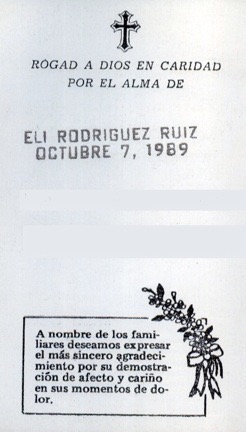 ROGAD A DIOS EN CARIDAD
POR EL ALMA DE
ELI RODRIGUEZ RUIZ
OCTUBRE 7, 1989
A nombre de los fami-
liares deseamos expresar
el más sincero agradeci-
miento por su demostra-
ción de afecto y cariño
en sus momentos de do-
lor.